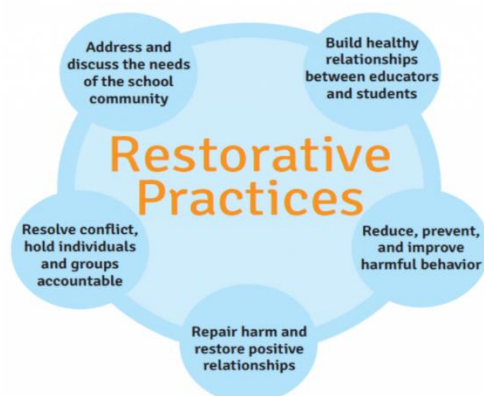 Address and
discuss the needs
of the school
community
Build healthy
relationships
between educators
and students
Restorative
Practices
Resolve conflict,
hold individuals
and groups
accountable
Reduce, prevent,
and improve
harmful behavior
Repair harm and
restore positive
relationships